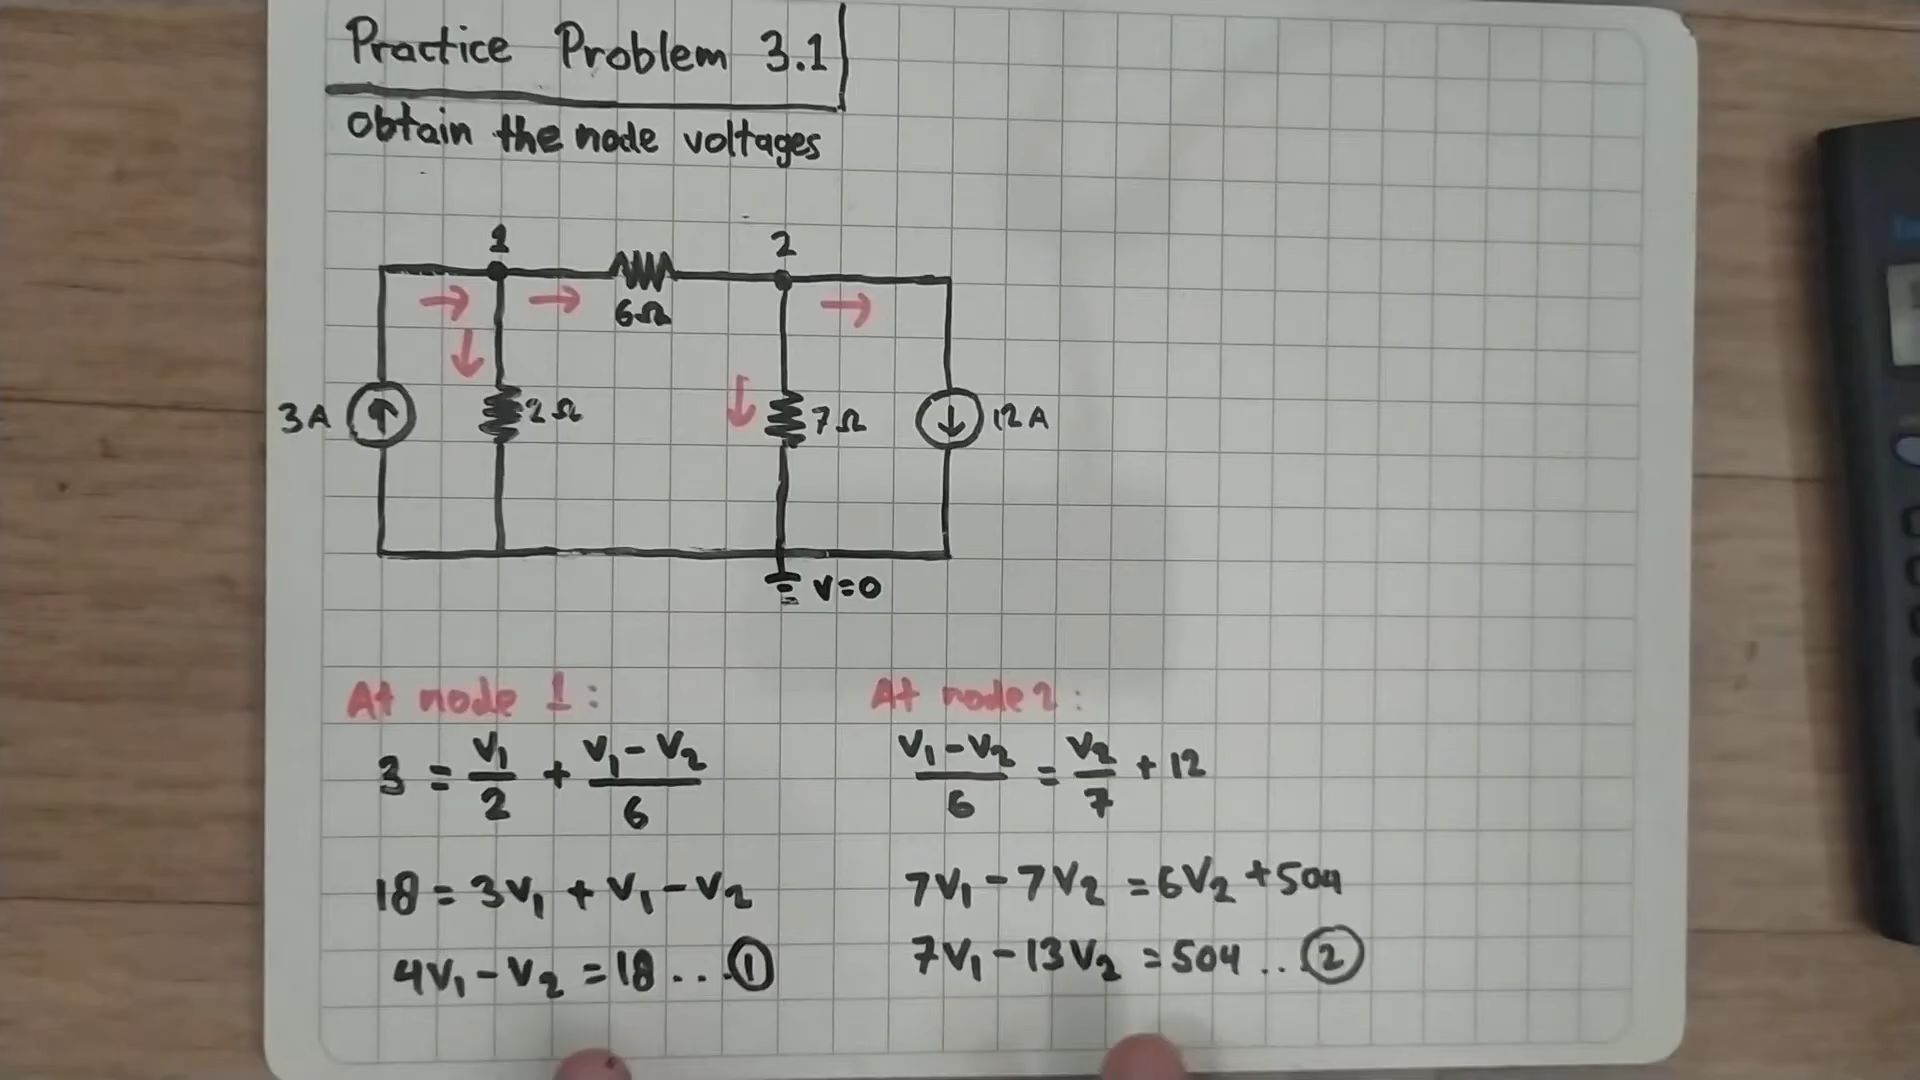 Practice Problem 3.1
Obtain the node voltages
1
2
6Ω
3A
2Ω
7Ω
12A
V=0
At node 1:
3 = V₁/2 + (V₁ - V₂)/6
18 = 3V₁ + V₁ - V₂
4V₁ - V₂ = 18 ... ①
At node 2:
(V₁ - V₂)/6 = V₂/7 + 12
7V₁ - 7V₂ = 6V₂ + 504
7V₁ - 13V₂ = 504 .. ②